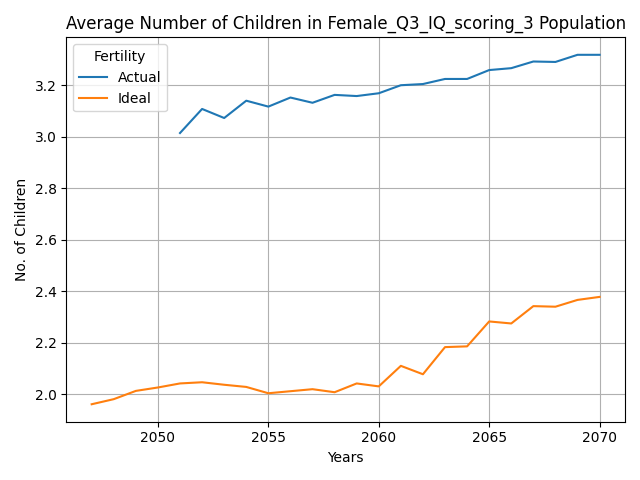 Average Number of Children in Female_Q3_IQ_scoring_3 Population
Fertility
Actual
Ideal
No. of Children
3.2
3.0
2.8
2.6
2.4
2.2
2.0
2050 2055 2060 2065 2070
Years